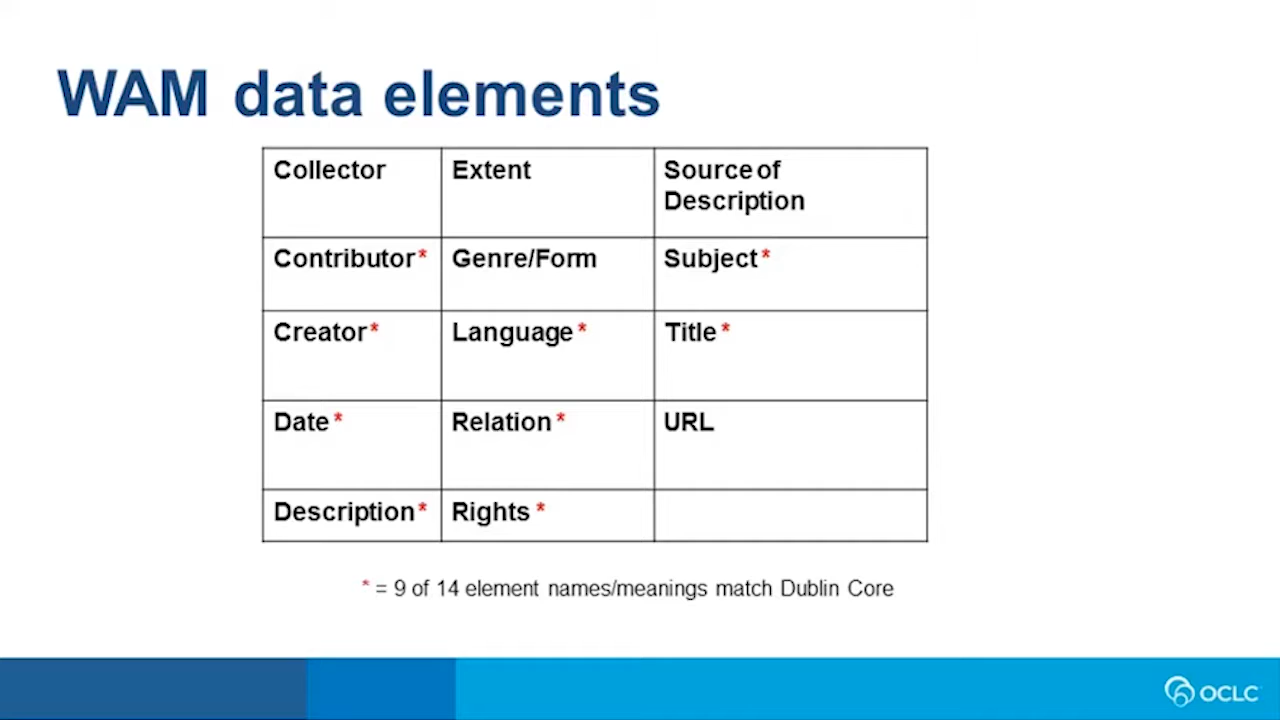 WAM data elements
Collector Extent Source of
Description
Contributor* Genre/Form Subject*
Creator* Language* Title*
Date* Relation* URL
Description* Rights*
* = 9 of 14 element names/meanings match Dublin Core
OCLC